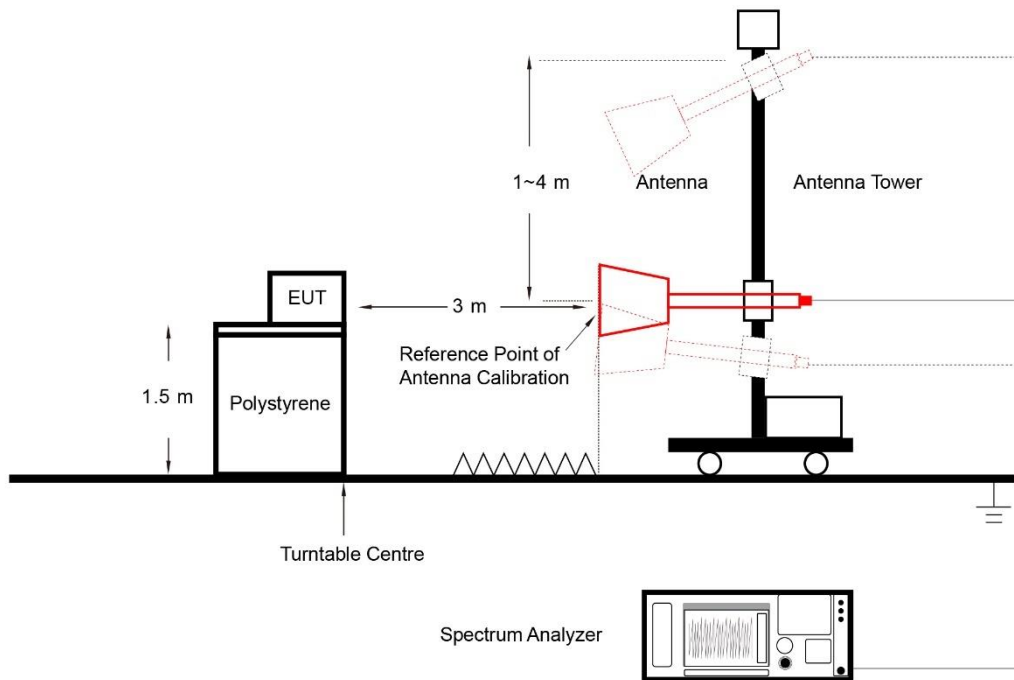 1~4 m
Antenna
Antenna Tower
EUT
3 m
Reference Point of
Antenna Calibration
1.5 m
Polystyrene
Turntable Centre
Spectrum Analyzer